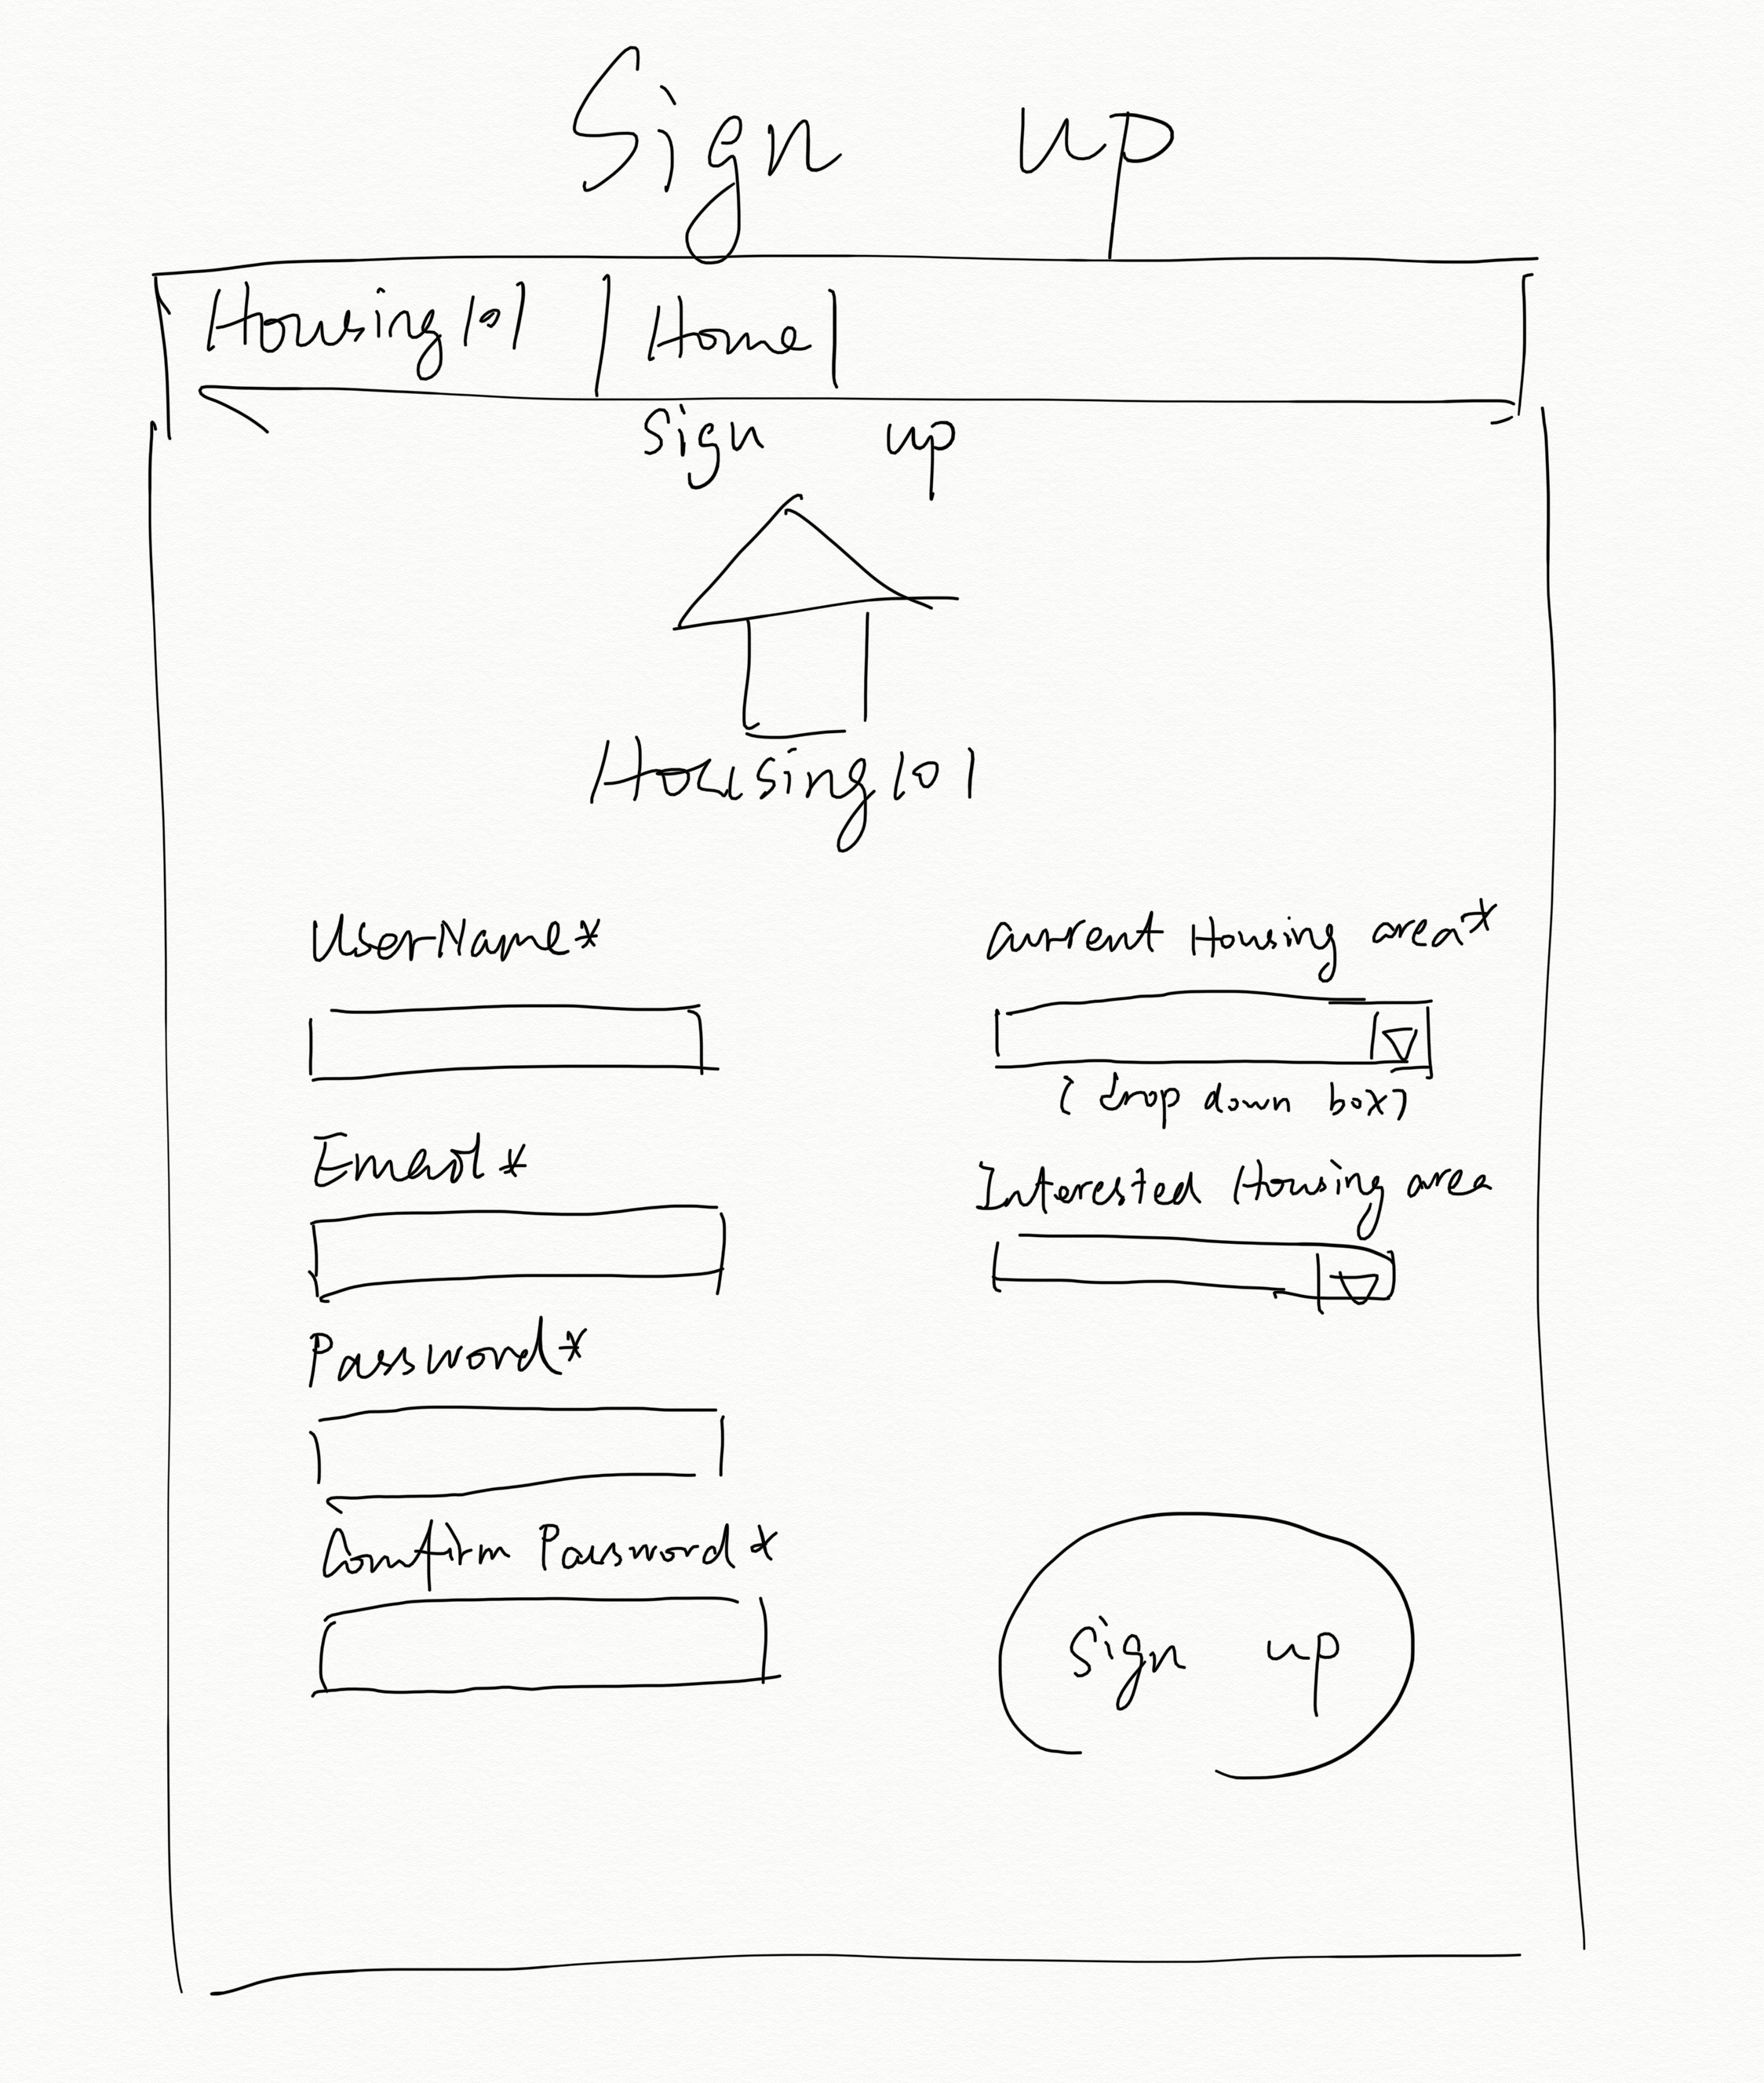 Sign up
Housing101 | Home |
Sign up
Housing101
UserName*
Current Housing area*
(drop down box)
Email*
Interested Housing area
Password*
Comfirm Password*
Sign up